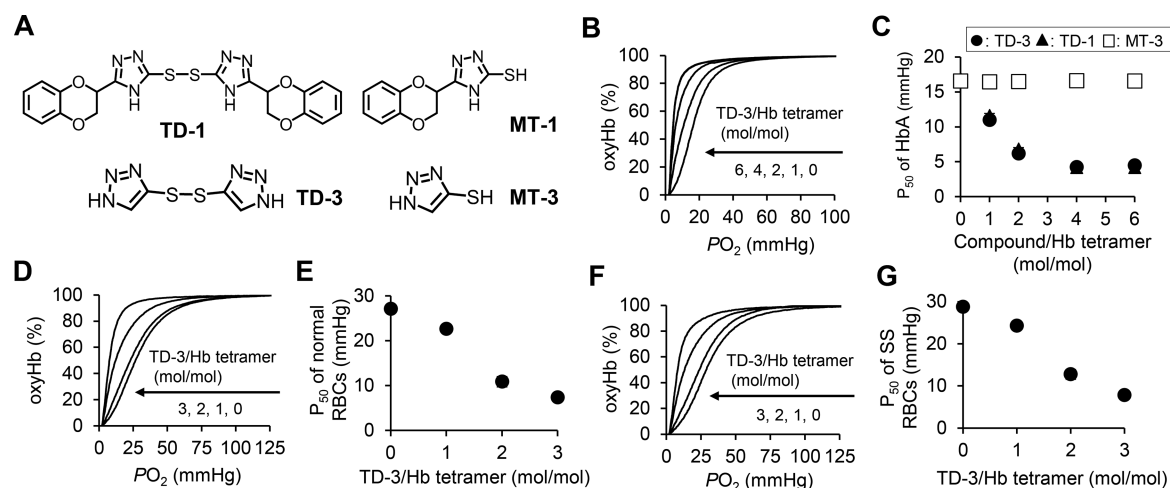 A
N N
N H
S S
N N
N H
O
O
O
O
TD-1
N N
N H
SH
O
O
MT-1
N N
HN
S S
N N
NH
TD-3
N N
HN
SH
MT-3
B
oxyHb (%)
100
80
60
40
20
0
TD-3/Hb tetramer
(mol/mol)
6, 4, 2, 1, 0
0 20 40 60 80 100
PO2 (mmHg)
C
●: TD-3 ▲: TD-1 □: MT-3
P50 of HbA (mmHg)
20
15
10
5
0
0 1 2 3 4 5 6
Compound/Hb tetramer
(mol/mol)
D
oxyHb (%)
100
80
60
40
20
0
TD-3/Hb tetramer
(mol/mol)
3, 2, 1, 0
0 25 50 75 100 125
PO2 (mmHg)
E
P50 of normal
RBCs (mmHg)
30
20
10
0
0 1 2 3
TD-3/Hb tetramer (mol/mol)
F
oxyHb (%)
100
80
60
40
20
0
TD-3/Hb tetramer
(mol/mol)
3, 2, 1, 0
0 25 50 75 100 125
PO2 (mmHg)
G
P50 of SS
RBCs (mmHg)
30
20
10
0
0 1 2 3
TD-3/Hb tetramer (mol/mol)